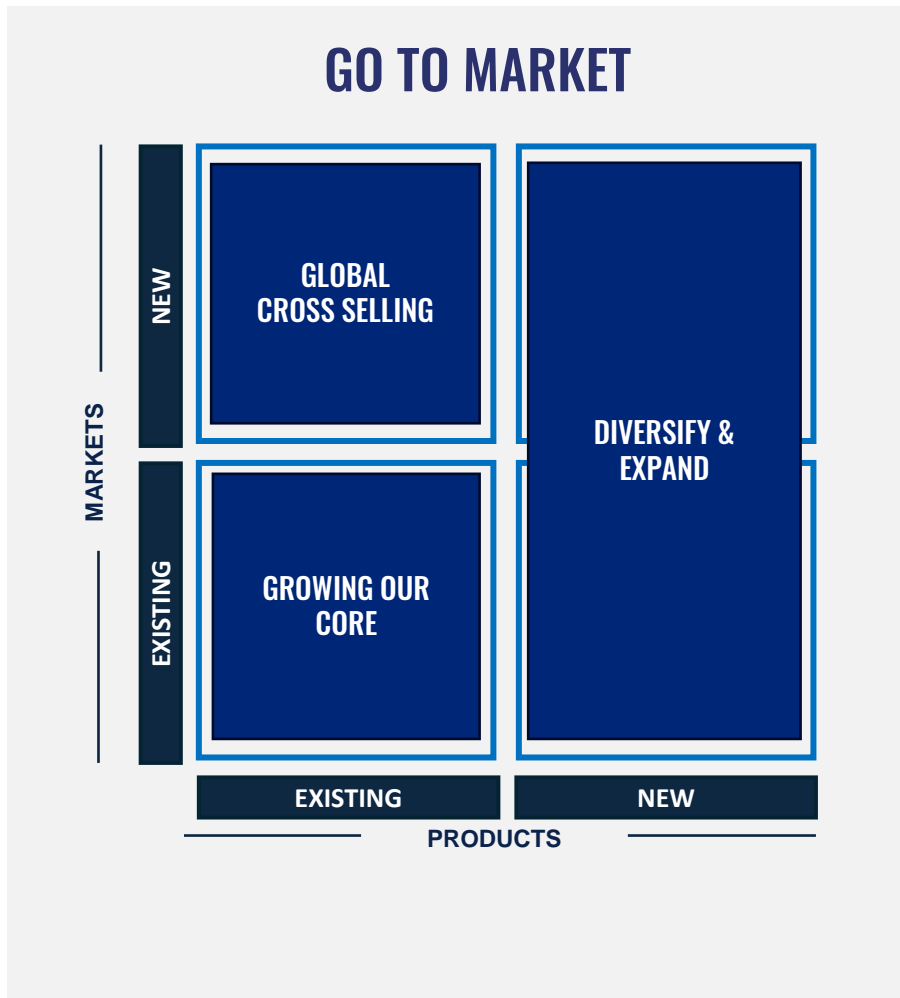 GO TO MARKET
NEW
GLOBAL
CROSS SELLING
DIVERSIFY &
EXPAND
MARKETS
EXISTING
GROWING OUR
CORE
EXISTING
NEW
PRODUCTS